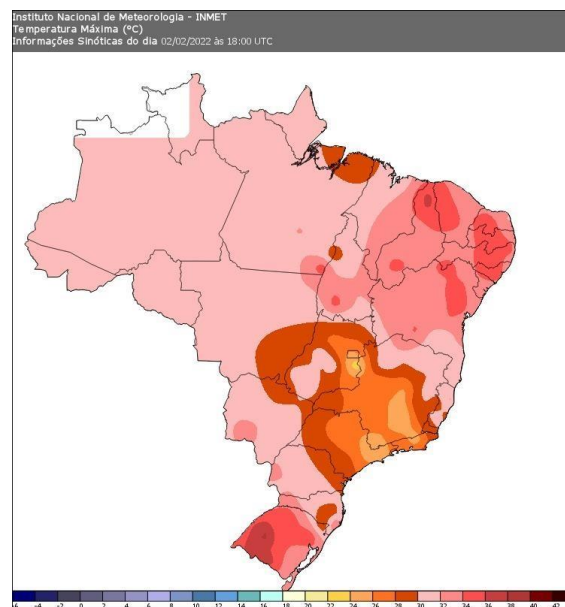 Instituto Nacional de Meteorologia - INMET
Temperatura Máxima (°C)
Informações Sinóticas do dia 02/02/2022 às 18:00 UTC
-6 -4 -2 0 2 4 6 8 10 12 14 16 18 20 22 24 26 28 30 32 34 36 38 40 42